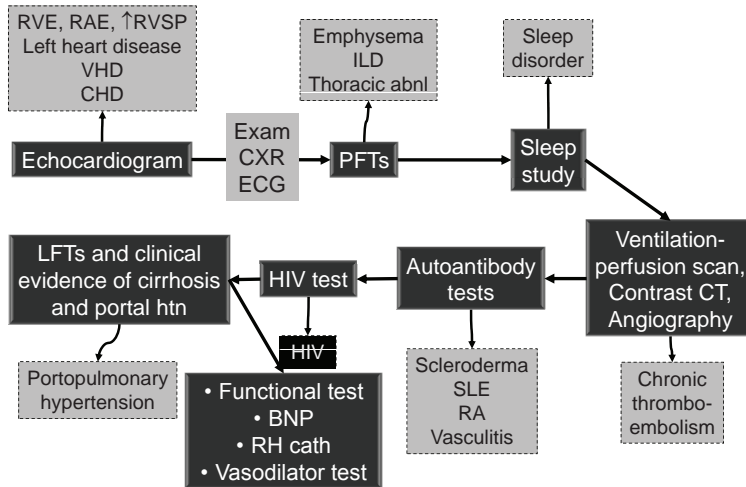 RVE, RAE, ↑RVSP
Left heart disease
VHD
CHD
Emphysema
ILD
Thoracic abnl
Sleep
disorder
Echocardiogram
Exam
CXR
ECG
PFTs
Sleep
study
LFTs and clinical
evidence of cirrhosis
and portal htn
HIV test
Autoantibody
tests
Ventilation-
perfusion scan,
Contrast CT,
Angiography
HIV
Portopulmonary
hypertension
• Functional test
• BNP
• RH cath
• Vasodilator test
Scleroderma
SLE
RA
Vasculitis
Chronic
thrombo-
embolism